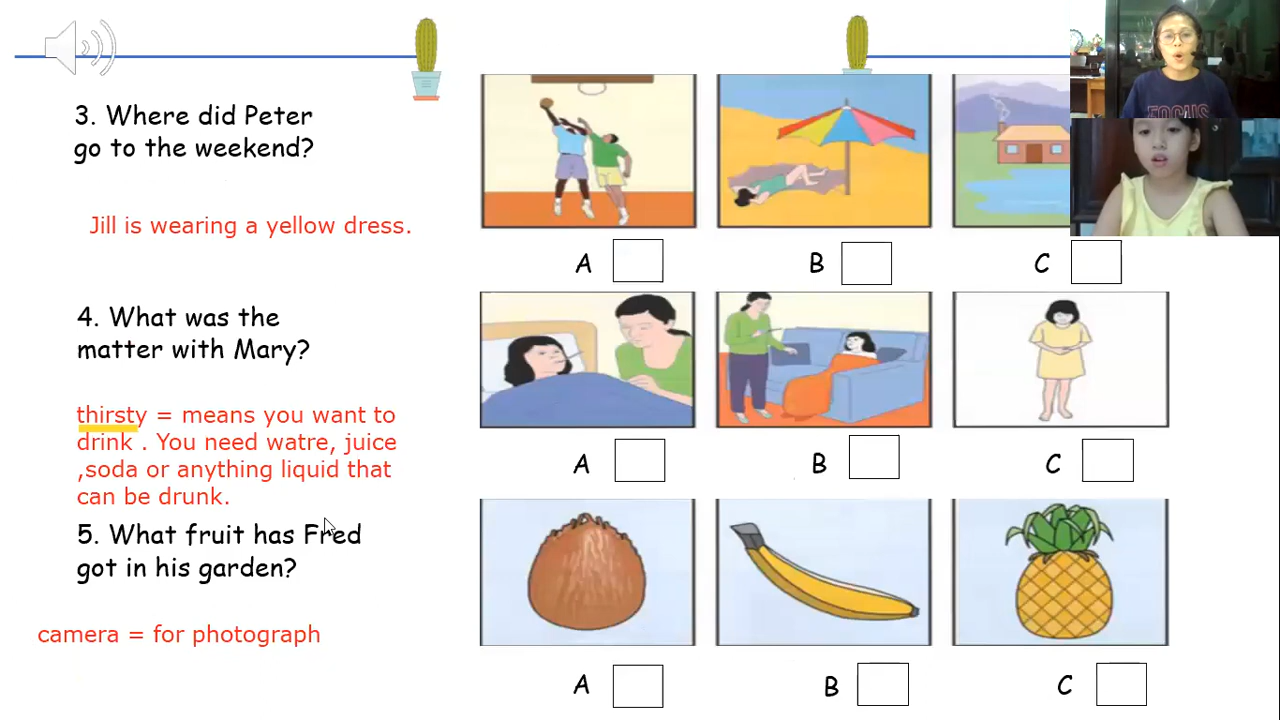 3. Where did Peter
go to the weekend?
Jill is wearing a yellow dress.
A
B
C
4. What was the
matter with Mary?
thirsty = means you want to
drink . You need watre, juice
,soda or anything liquid that
can be drunk.
A
B
C
5. What fruit has Fred
got in his garden?
camera = for photograph
A
B
C
FOCUS